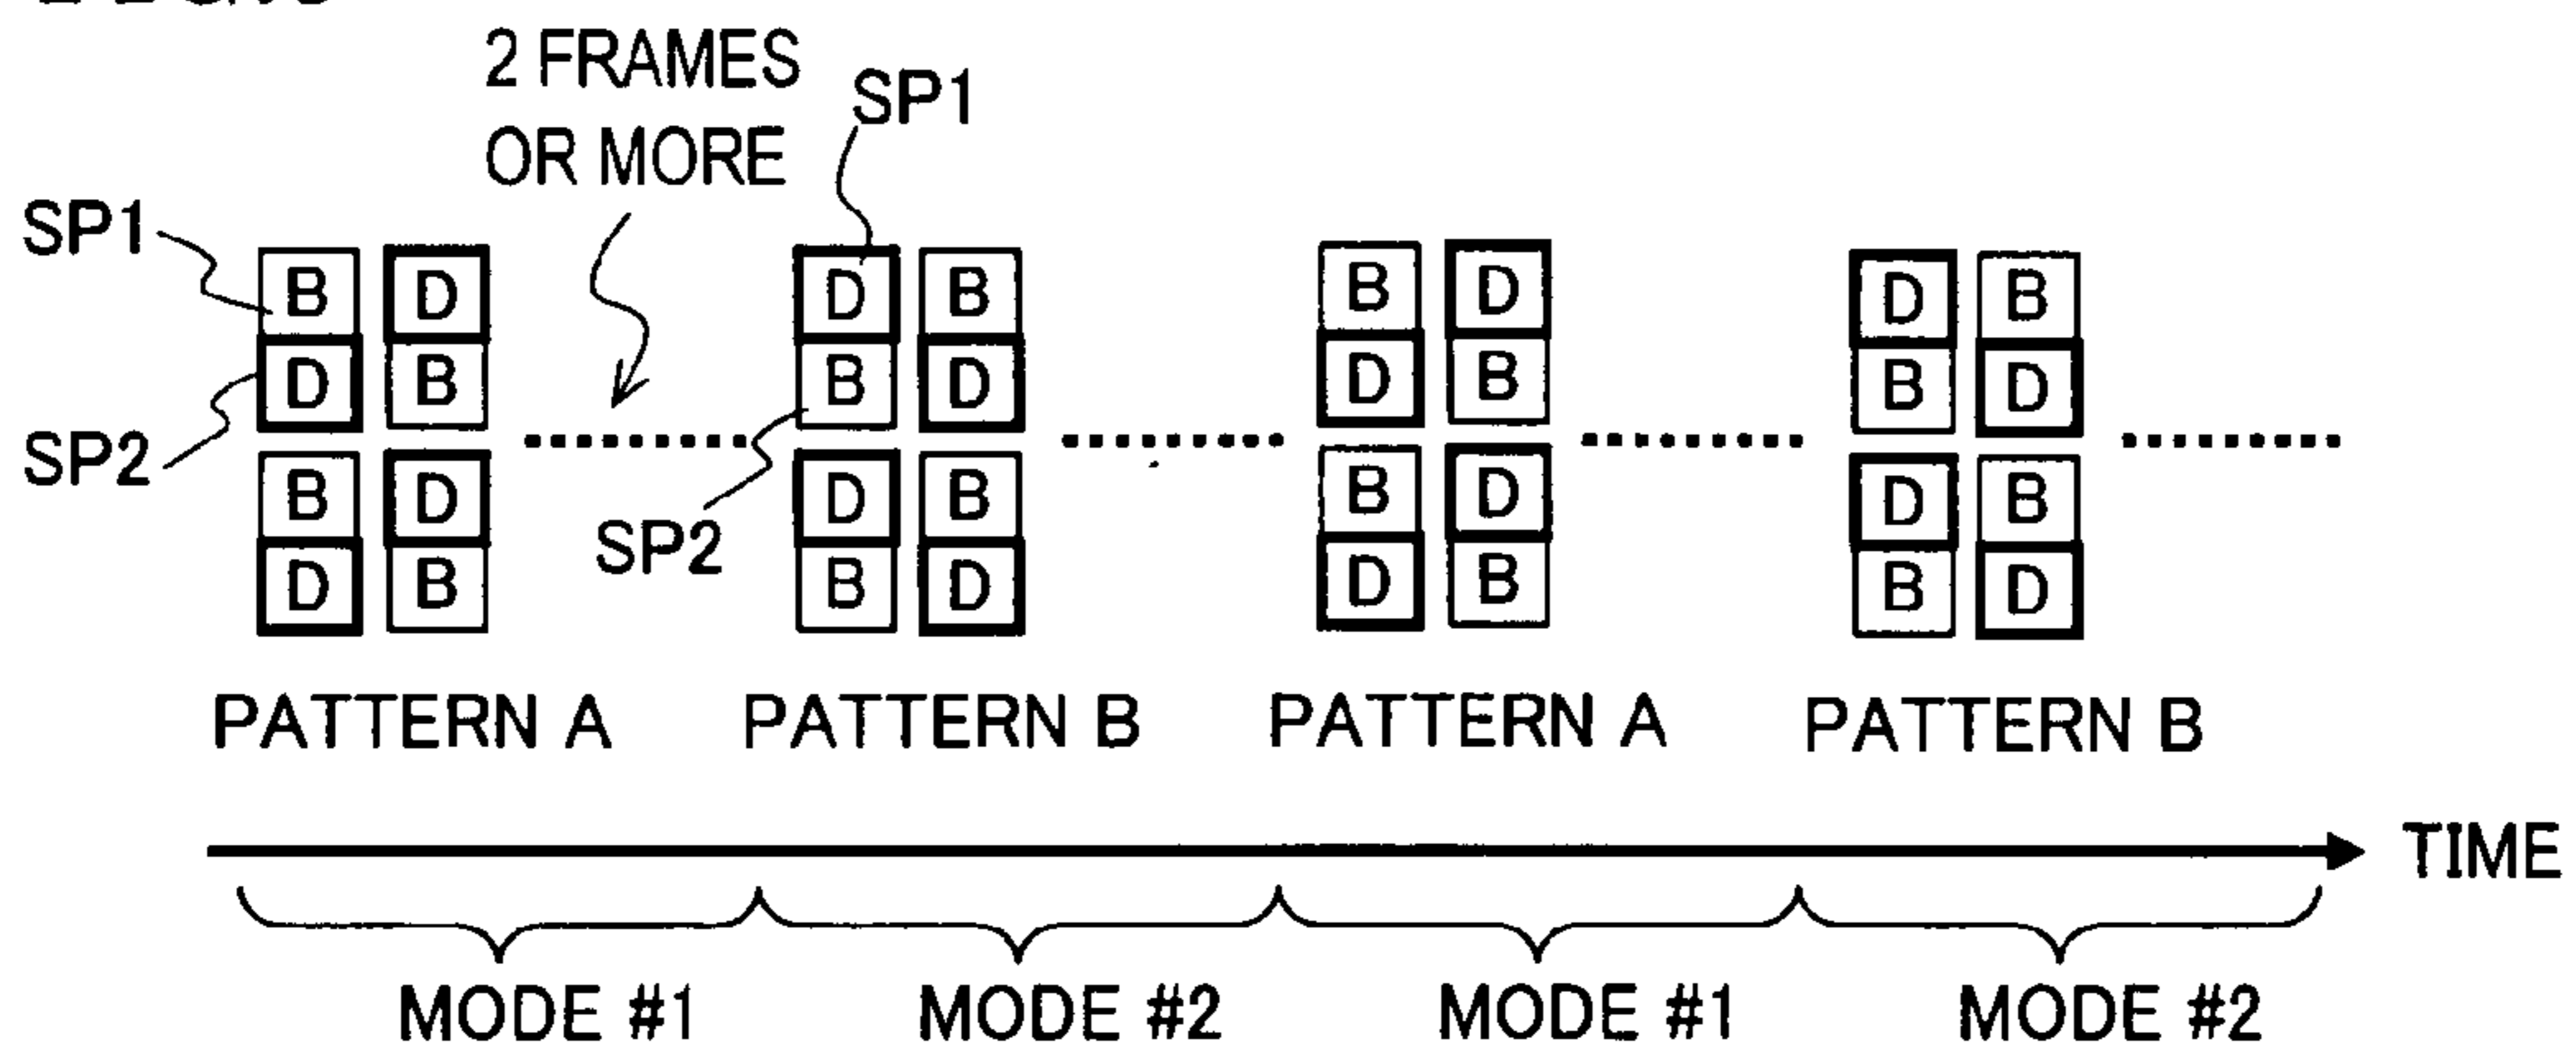 2 FRAMES
OR MORE
SP1
SP1
B D D B B D D B
D B B D D B B D
SP2
B D D B B D D B
SP2
D B B D D B B D
PATTERN A PATTERN B PATTERN A PATTERN B
TIME
MODE #1 MODE #2 MODE #1 MODE #2